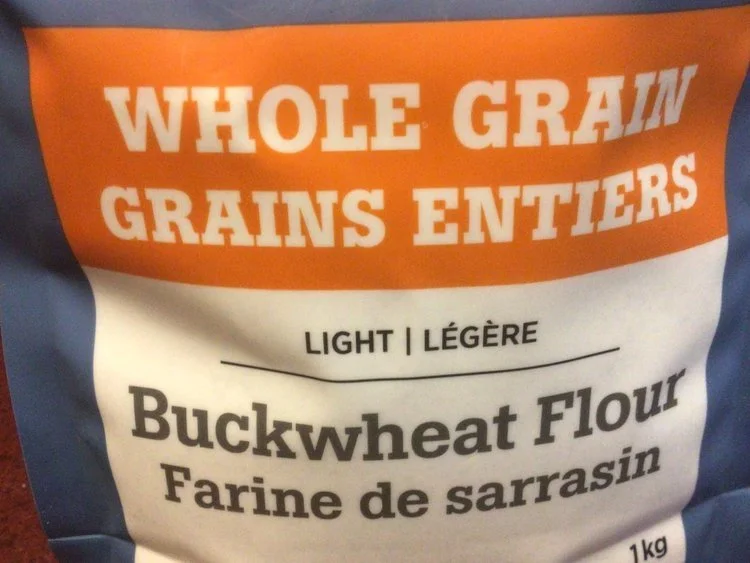 WHOLE GRAIN
GRAINS ENTIERS
LIGHT | LÉGÈRE
Buckwheat Flour
Farine de sarrasin
1kg